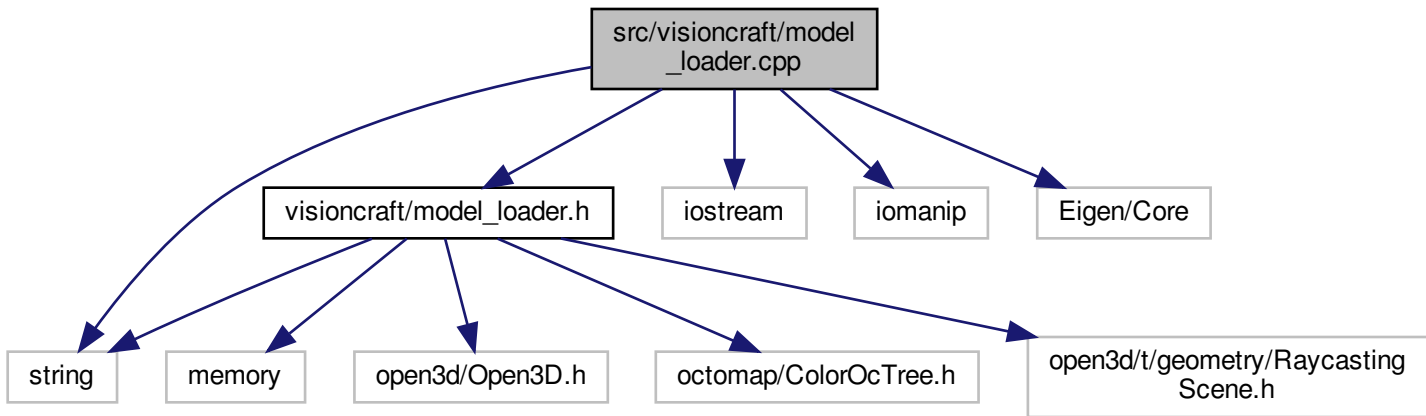 src/visioncraft/model
_loader.cpp
visioncraft/model_loader.h
iostream
iomanip
Eigen/Core
string
memory
open3d/Open3D.h
octomap/ColorOcTree.h
open3d/t/geometry/Raycasting
Scene.h